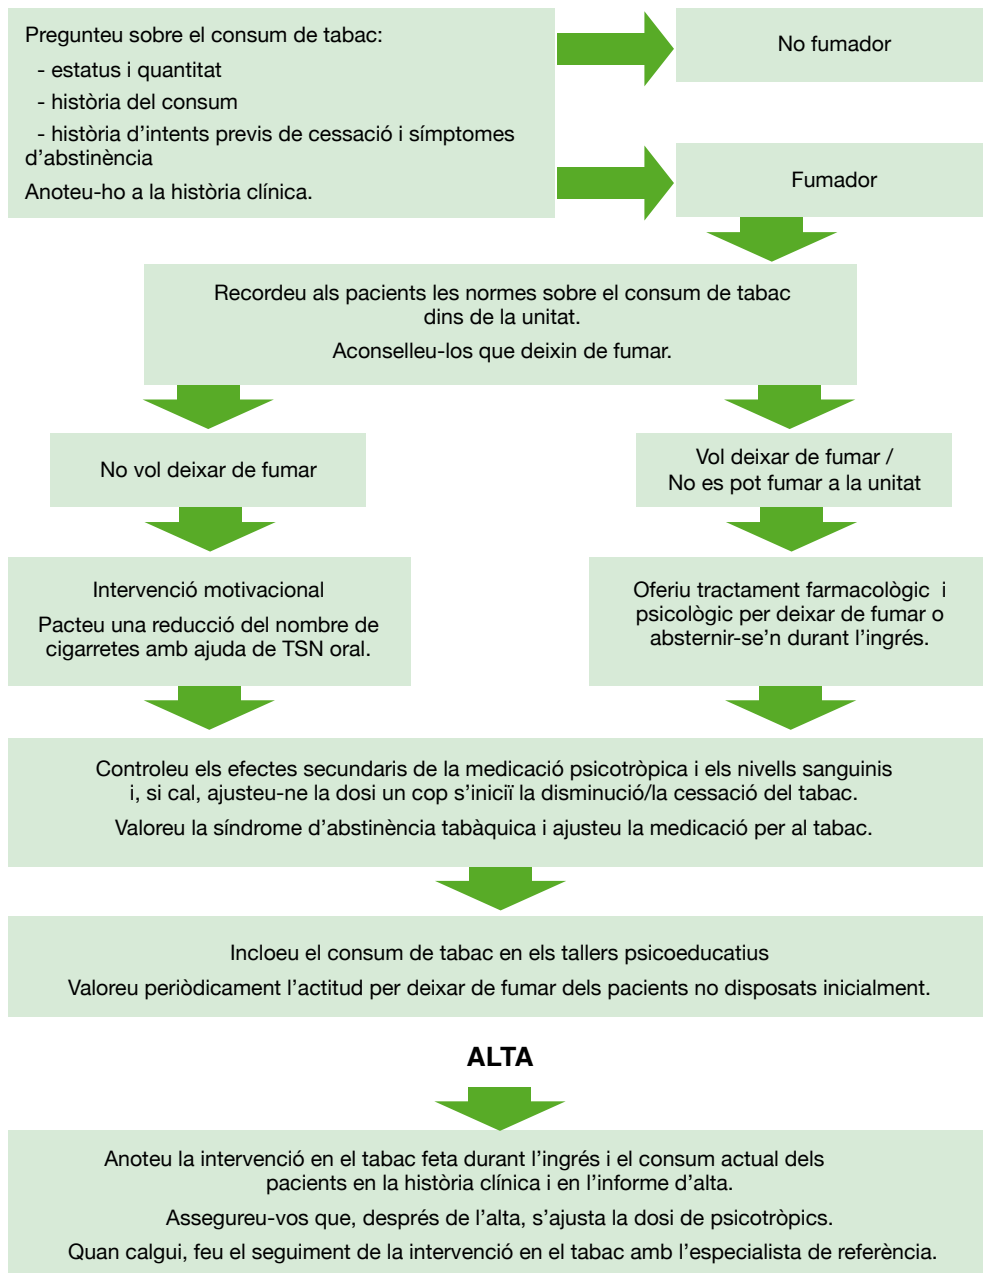 Pregunteu sobre el consum de tabac:
- estatus i quantitat
- història del consum
- història d'intents previs de cessació i símptomes
d'abstinència
Anoteu-ho a la història clínica.
No fumador
Fumador
Recordeu als pacients les normes sobre el consum de tabac
dins de la unitat.
Aconselleu-los que deixin de fumar.
No vol deixar de fumar
Vol deixar de fumar /
No es pot fumar a la unitat
Intervenció motivacional
Pacteu una reducció del nombre de
cigarretes amb ajuda de TSN oral.
Oferiu tractament farmacològic i
psicològic per deixar de fumar o
absternir-se'n durant l'ingrés.
Controleu els efectes secundaris de la medicació psicotròpica i els nivells sanguinis
i, si cal, ajusteu-ne la dosi un cop s'iniciï la disminució/la cessació del tabac.
Valoreu la síndrome d'abstinència tabàquica i ajusteu la medicació per al tabac.
Incloeu el consum de tabac en els tallers psicoeducatius
Valoreu periòdicament l'actitud per deixar de fumar dels pacients no disposats inicialment.
ALTA
Anoteu la intervenció en el tabac feta durant l'ingrés i el consum actual dels
pacients en la història clínica i en l'informe d'alta.
Assegureu-vos que, després de l'alta, s'ajusta la dosi de psicotròpics.
Quan calgui, feu el seguiment de la intervenció en el tabac amb l'especialista de referència.